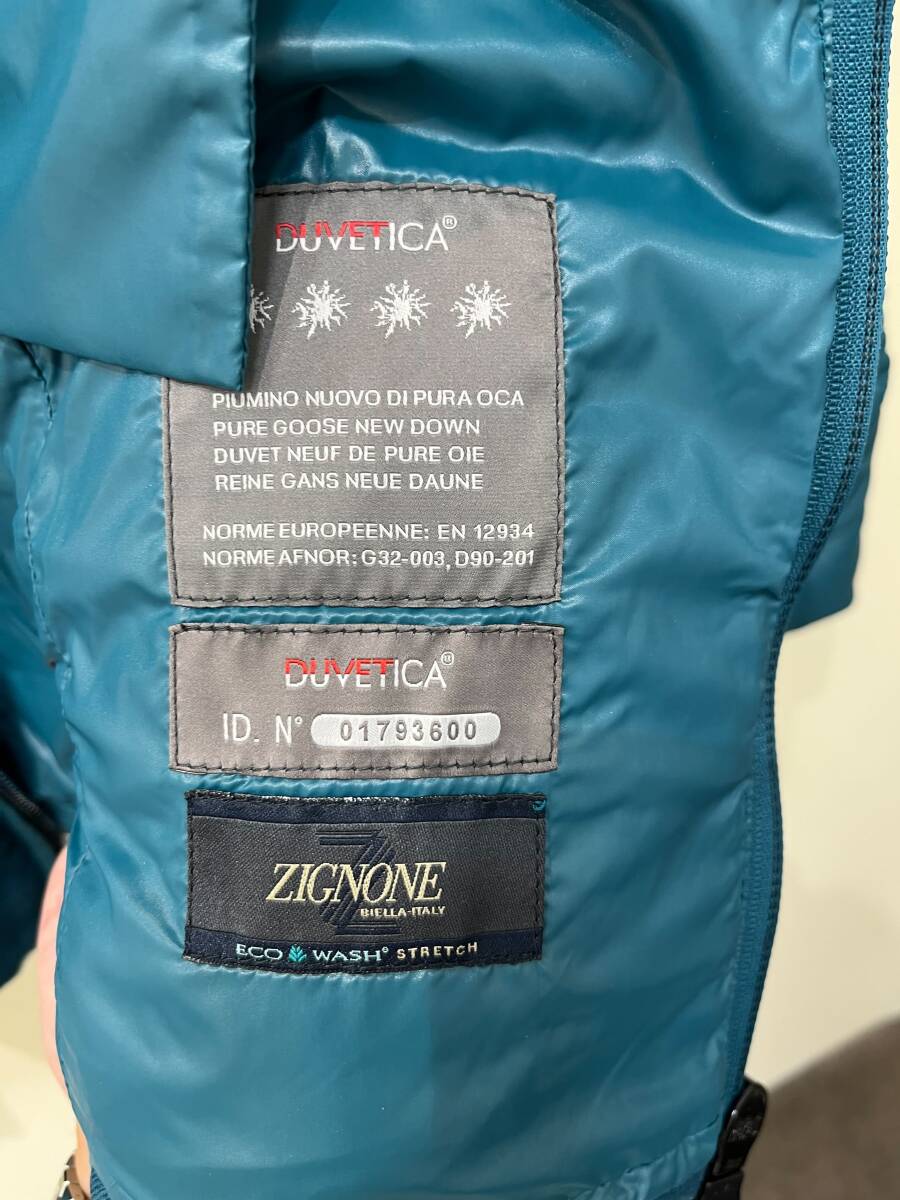 DUVETICA®
PIUMINO NUOVO DI PURA OCA
PURE GOOSE NEW DOWN
DUVET NEUF DE PURE OIE
REINE GANS NEUE DAUNE
NORME EUROPEENNE: EN 12934
NORME AFNOR: G32-003, D90-201
DUVETICA®
ID. N° 01793600
ZIGNONE
BIELLA-ITALY
ECO WASH® STRETCH